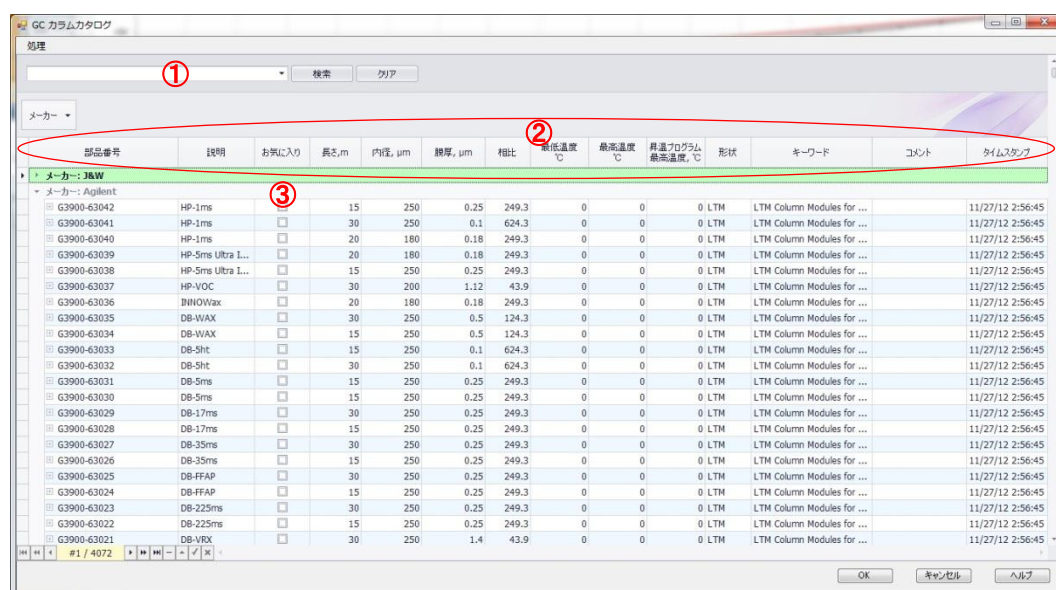 GC カラムカタログ
処理
① 検索 クリア
メーカー
②
部品番号 説明 お気に入り 長さ,m 内径, µm 膜厚, µm 相比 最低温度 ℃ 最高温度 ℃ 昇温プログラム 最高温度, ℃ 形状 キーワード コメント タイムスタンプ
メーカー: J&W
メーカー: Agilent
③
G3900-63042 HP-1ms 15 250 0.25 249.3 0 0 0 LTM LTM Column Modules for ... 11/27/12 2:56:45
G3900-63041 HP-1ms 30 250 0.1 624.3 0 0 0 LTM LTM Column Modules for ... 11/27/12 2:56:45
G3900-63040 HP-1ms 20 180 0.18 249.3 0 0 0 LTM LTM Column Modules for ... 11/27/12 2:56:45
G3900-63039 HP-5ms Ultra I... 20 180 0.18 249.3 0 0 0 LTM LTM Column Modules for ... 11/27/12 2:56:45
G3900-63038 HP-5ms Ultra I... 15 250 0.25 249.3 0 0 0 LTM LTM Column Modules for ... 11/27/12 2:56:45
G3900-63037 HP-VOC 30 200 1.12 43.9 0 0 0 LTM LTM Column Modules for ... 11/27/12 2:56:45
G3900-63036 INNOWax 20 180 0.18 249.3 0 0 0 LTM LTM Column Modules for ... 11/27/12 2:56:45
G3900-63035 DB-WAX 30 250 0.5 124.3 0 0 0 LTM LTM Column Modules for ... 11/27/12 2:56:45
G3900-63034 DB-WAX 15 250 0.5 124.3 0 0 0 LTM LTM Column Modules for ... 11/27/12 2:56:45
G3900-63033 DB-5ht 15 250 0.1 624.3 0 0 0 LTM LTM Column Modules for ... 11/27/12 2:56:45
G3900-63032 DB-5ht 30 250 0.1 624.3 0 0 0 LTM LTM Column Modules for ... 11/27/12 2:56:45
G3900-63031 DB-5ms 15 250 0.25 249.3 0 0 0 LTM LTM Column Modules for ... 11/27/12 2:56:45
G3900-63030 DB-5ms 15 250 0.25 249.3 0 0 0 LTM LTM Column Modules for ... 11/27/12 2:56:45
G3900-63029 DB-17ms 30 250 0.25 249.3 0 0 0 LTM LTM Column Modules for ... 11/27/12 2:56:45
G3900-63028 DB-17ms 15 250 0.25 249.3 0 0 0 LTM LTM Column Modules for ... 11/27/12 2:56:45
G3900-63027 DB-35ms 30 250 0.25 249.3 0 0 0 LTM LTM Column Modules for ... 11/27/12 2:56:45
G3900-63026 DB-35ms 15 250 0.25 249.3 0 0 0 LTM LTM Column Modules for ... 11/27/12 2:56:45
G3900-63025 DB-FFAP 30 250 0.25 249.3 0 0 0 LTM LTM Column Modules for ... 11/27/12 2:56:45
G3900-63024 DB-FFAP 15 250 0.25 249.3 0 0 0 LTM LTM Column Modules for ... 11/27/12 2:56:45
G3900-63023 DB-225ms 30 250 0.25 249.3 0 0 0 LTM LTM Column Modules for ... 11/27/12 2:56:45
G3900-63022 DB-225ms 15 250 0.25 249.3 0 0 0 LTM LTM Column Modules for ... 11/27/12 2:56:45
G3900-63021 DB-VRX 30 250 1.4 43.9 0 0 0 LTM LTM Column Modules for ... 11/27/12 2:56:45
#1 / 4072
OK キャンセル ヘルプ